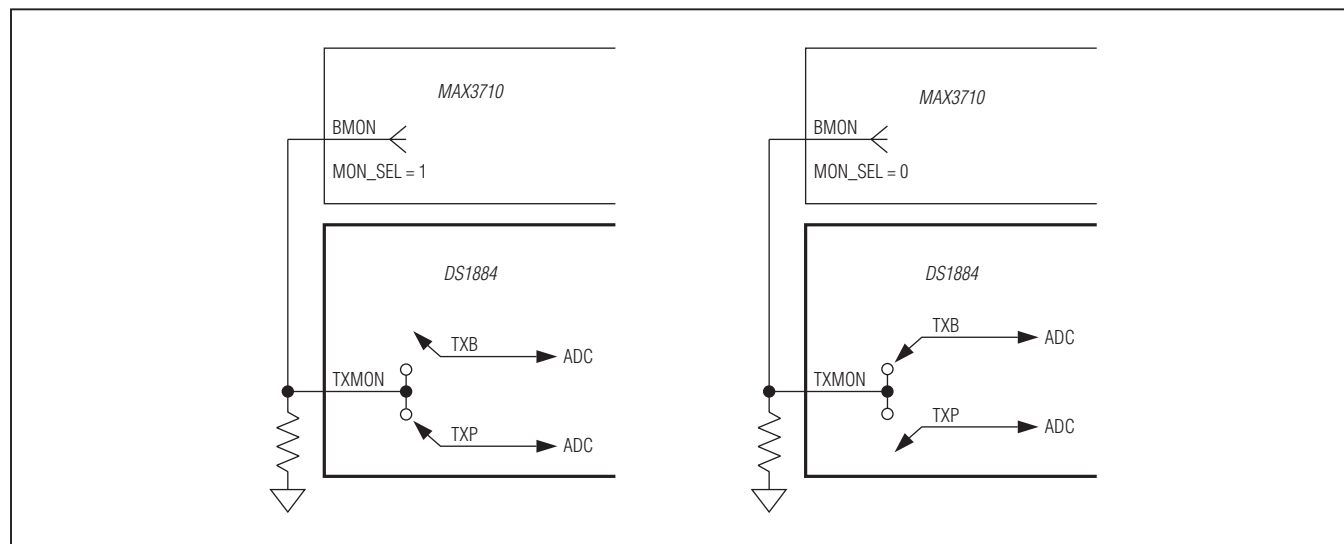 MAX3710
BMON
MON_SEL = 1
DS1884
TXB
ADC
TXMON
TXP
ADC
MAX3710
BMON
MON_SEL = 0
DS1884
TXB
ADC
TXMON
TXP
ADC